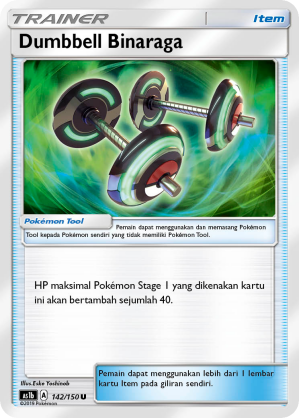 TRAINER Item
Dumbbell Binaraga
Pokémon Tool
Pemain dapat menggunakan dan memasang Pokémon
Tool kepada Pokémon sendiri yang tidak memiliki Pokémon Tool.
HP maksimal Pokémon Stage 1 yang dikenakan kartu
ini akan bertambah sejumlah 40.
Illus.Eske Yoshinob
Pemain dapat menggunakan lebih dari 1 lembar
kartu Item pada giliran sendiri.
AS1b A 142/150 U
©2019 Pokémon